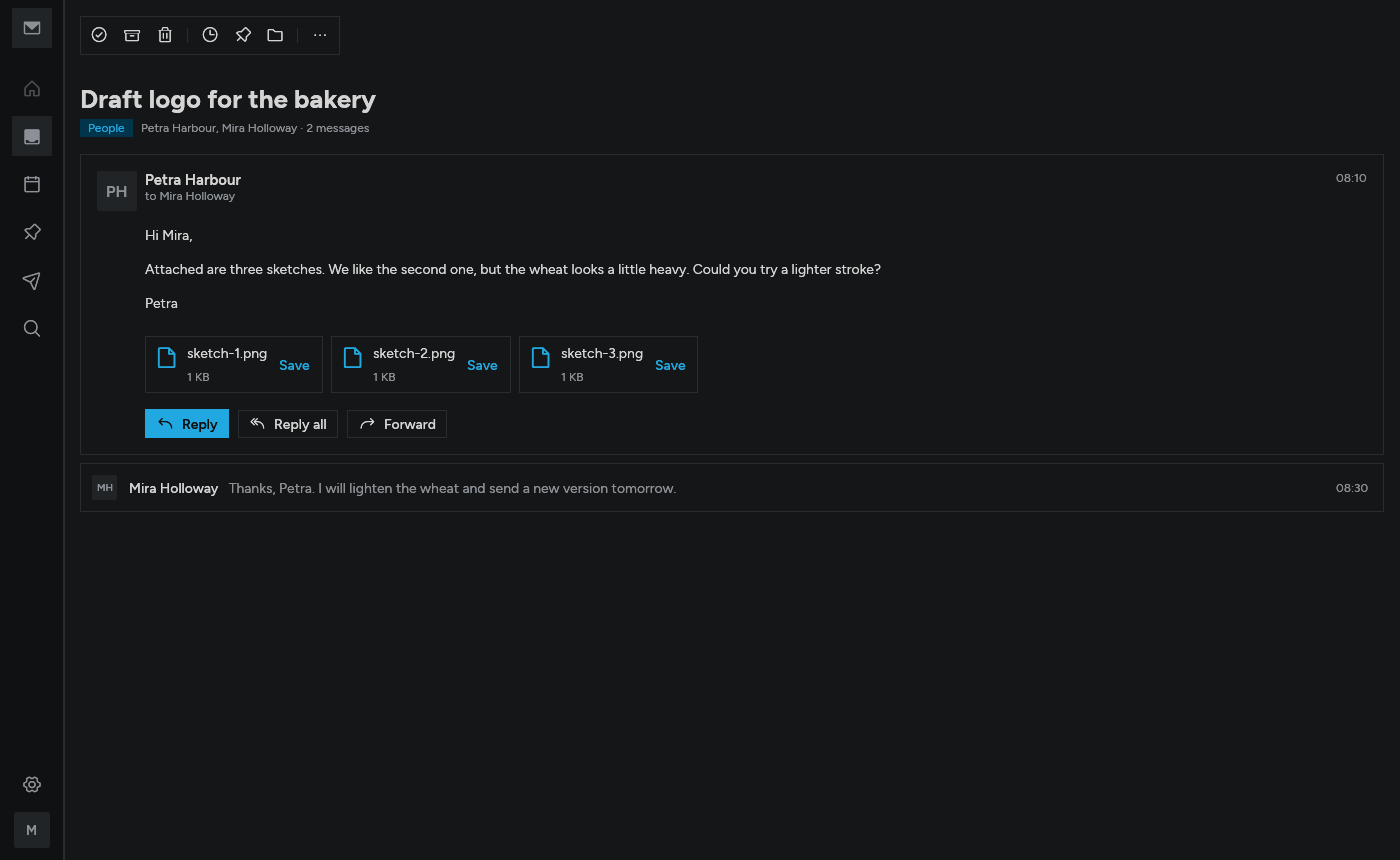 Draft logo for the bakery
People Petra Harbour, Mira Holloway · 2 messages
PH Petra Harbour 08:10
to Mira Holloway
Hi Mira,
Attached are three sketches. We like the second one, but the wheat looks a little heavy. Could you try a lighter stroke?
Petra
sketch-1.png 1 KB Save
sketch-2.png 1 KB Save
sketch-3.png 1 KB Save
Reply Reply all Forward
MH Mira Holloway Thanks, Petra. I will lighten the wheat and send a new version tomorrow. 08:30
M